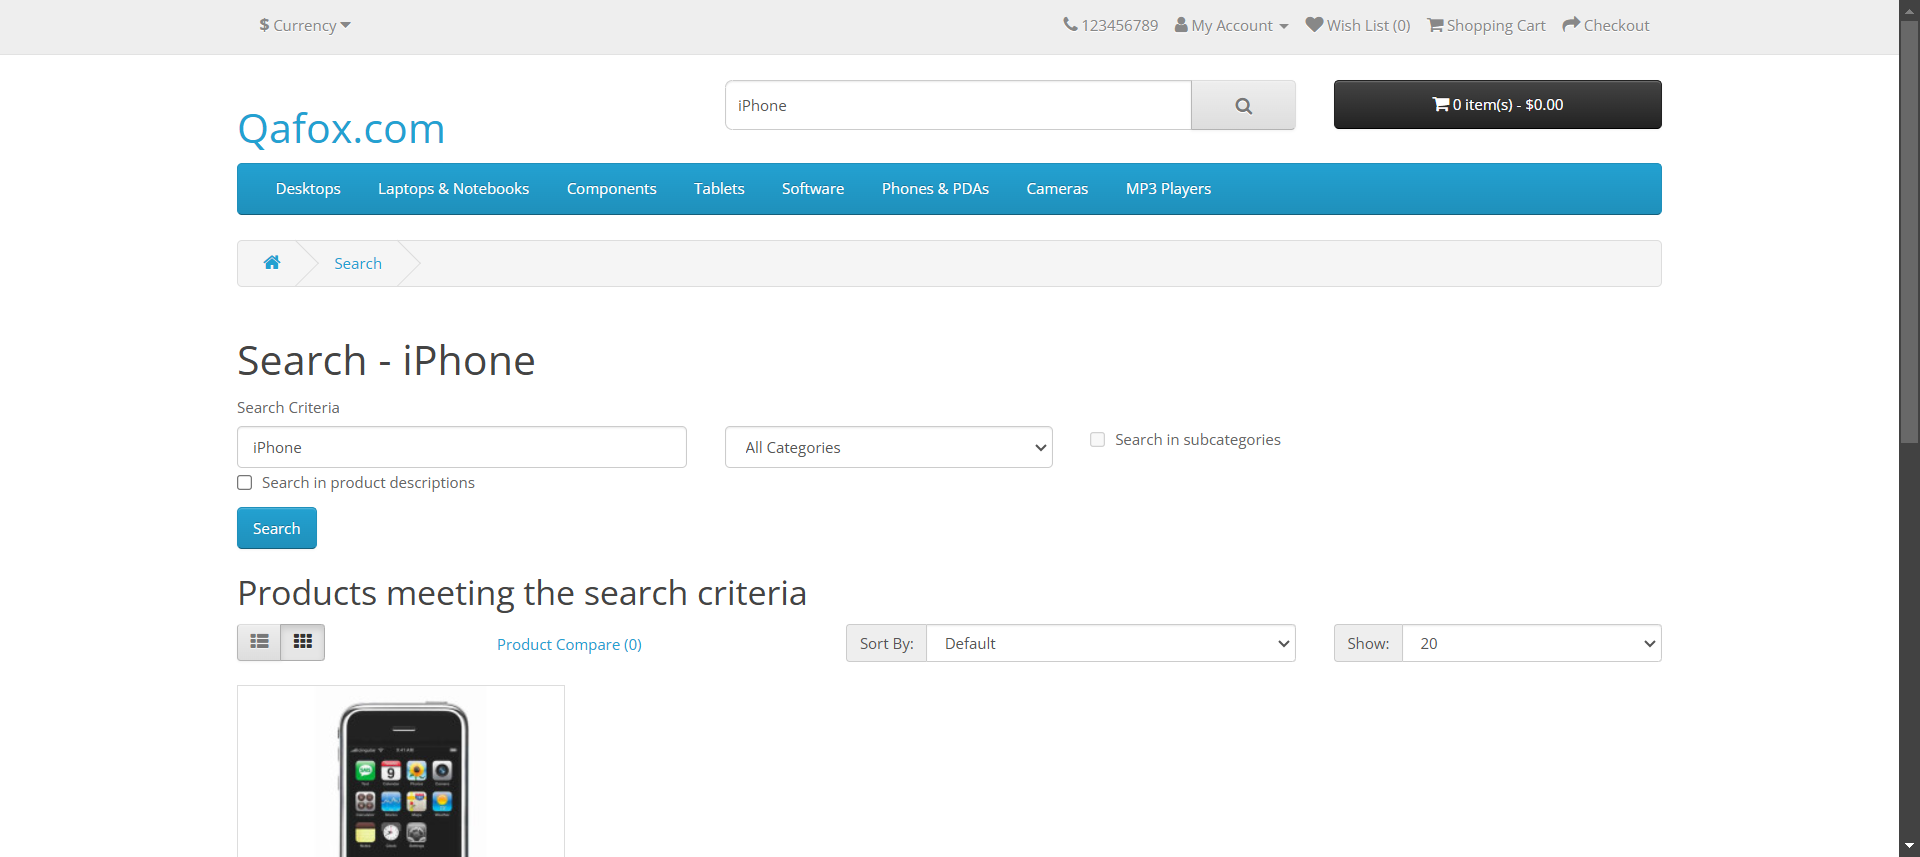 $ Currency
123456789 My Account Wish List (0) Shopping Cart Checkout
iPhone
0 item(s) - $0.00
Qafox.com
Desktops Laptops & Notebooks Components Tablets Software Phones & PDAs Cameras MP3 Players
Search
Search - iPhone
Search Criteria
iPhone All Categories Search in subcategories
Search in product descriptions
Search
Products meeting the search criteria
Product Compare (0) Sort By: Default Show: 20